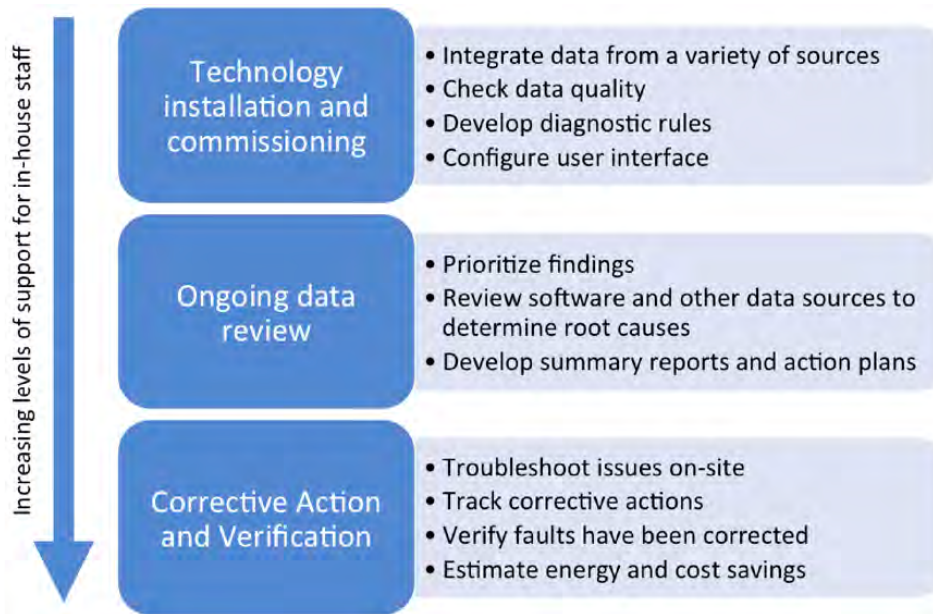 Increasing levels of support for in-house staff
Technology
installation and
commissioning
• Integrate data from a variety of sources
• Check data quality
• Develop diagnostic rules
• Configure user interface
Ongoing data
review
• Prioritize findings
• Review software and other data sources to
determine root causes
• Develop summary reports and action plans
Corrective Action
and Verification
• Troubleshoot issues on-site
• Track corrective actions
• Verify faults have been corrected
• Estimate energy and cost savings